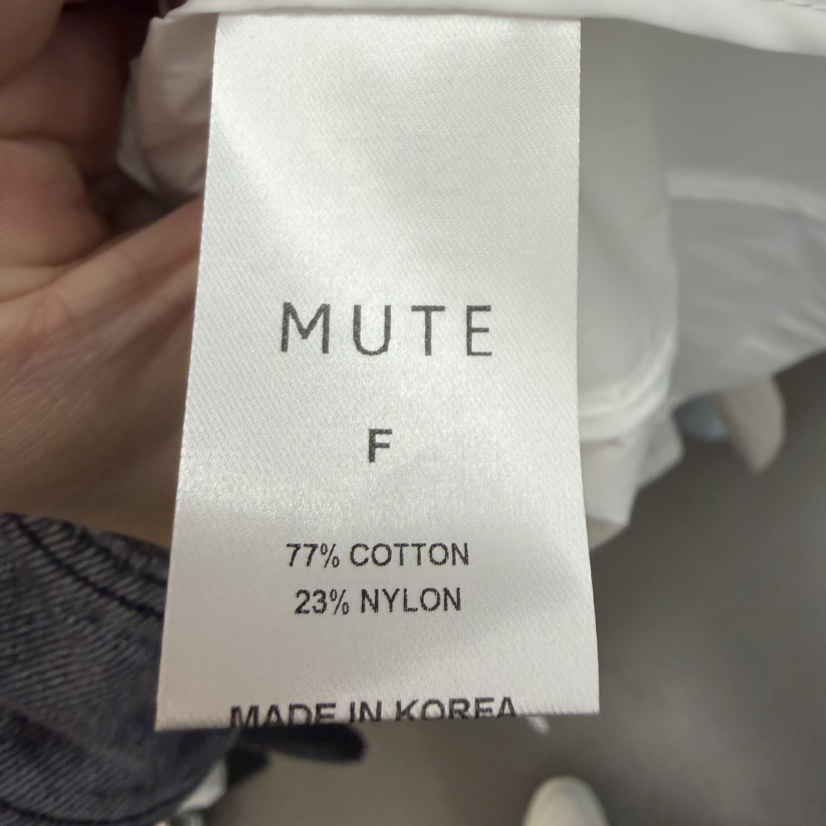 MUTE
F
77% COTTON
23% NYLON
MADE IN KOREA